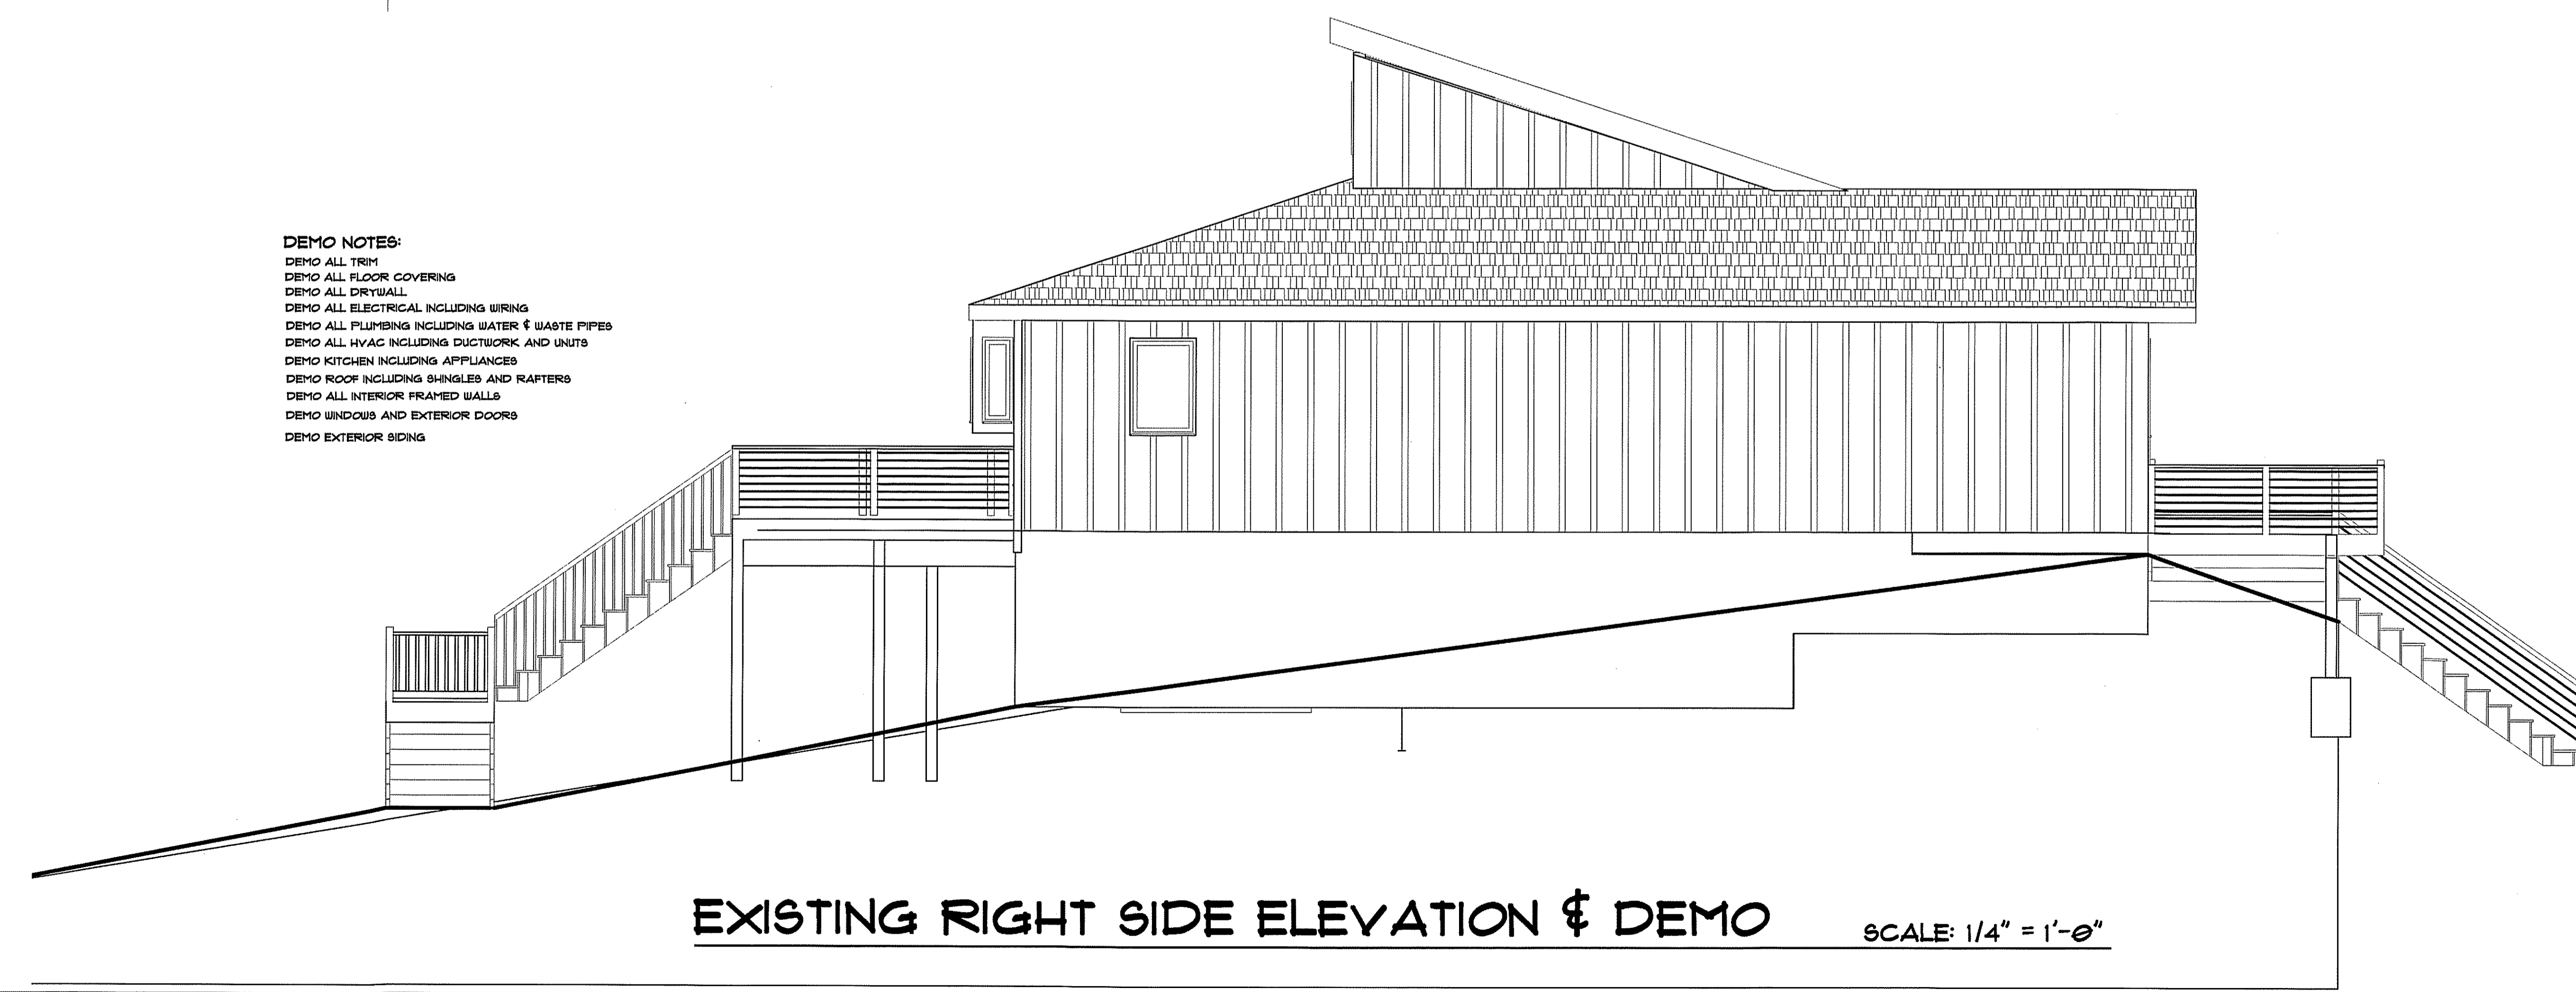 DEMO NOTES:
DEMO ALL TRIM
DEMO ALL FLOOR COVERING
DEMO ALL DRYWALL
DEMO ALL ELECTRICAL INCLUDING WIRING
DEMO ALL PLUMBING INCLUDING WATER & WASTE PIPES
DEMO ALL HVAC INCLUDING DUCTWORK AND UNUTS
DEMO KITCHEN INCLUDING APPLIANCES
DEMO ROOF INCLUDING SHINGLES AND RAFTERS
DEMO ALL INTERIOR FRAMED WALLS
DEMO WINDOWS AND EXTERIOR DOORS
DEMO EXTERIOR SIDING
EXISTING RIGHT SIDE ELEVATION & DEMO SCALE: 1/4" = 1'-0"